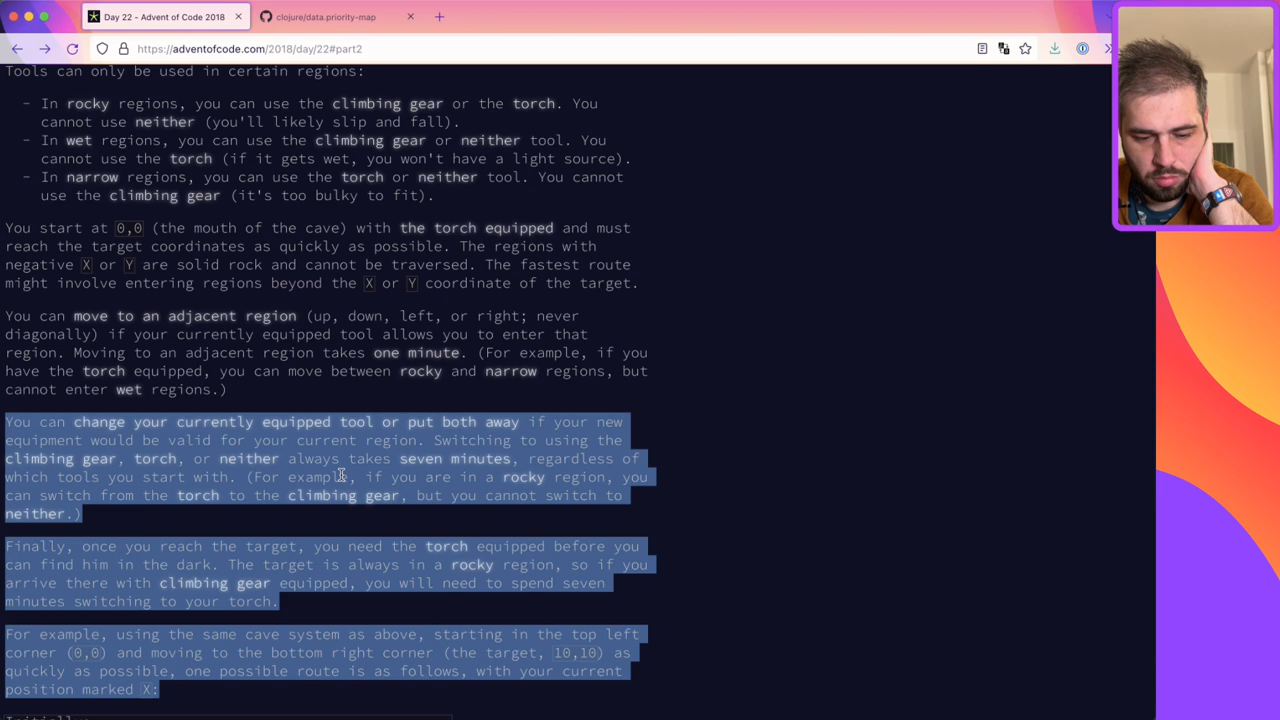 Day 22 - Advent of Code 2018
clojure/data.priority-map
https://adventofcode.com/2018/day/22#part2
Tools can only be used in certain regions:
- In rocky regions, you can use the climbing gear or the torch. You
cannot use neither (you'll likely slip and fall).
- In wet regions, you can use the climbing gear or neither tool. You
cannot use the torch (if it gets wet, you won't have a light source).
- In narrow regions, you can use the torch or neither tool. You cannot
use the climbing gear (it's too bulky to fit).
You start at 0,0 (the mouth of the cave) with the torch equipped and must
reach the target coordinates as quickly as possible. The regions with
negative X or Y are solid rock and cannot be traversed. The fastest route
might involve entering regions beyond the X or Y coordinate of the target.
You can move to an adjacent region (up, down, left, or right; never
diagonally) if your currently equipped tool allows you to enter that
region. Moving to an adjacent region takes one minute. (For example, if you
have the torch equipped, you can move between rocky and narrow regions, but
cannot enter wet regions.)
You can change your currently equipped tool or put both away if your new
equipment would be valid for your current region. Switching to using the
climbing gear, torch, or neither always takes seven minutes, regardless of
which tools you start with. (For example, if you are in a rocky region, you
can switch from the torch to the climbing gear, but you cannot switch to
neither.)
Finally, once you reach the target, you need the torch equipped before you
can find him in the dark. The target is always in a rocky region, so if you
arrive there with climbing gear equipped, you will need to spend seven
minutes switching to your torch.
For example, using the same cave system as above, starting in the top left
corner (0,0) and moving to the bottom right corner (the target, 10,10) as
quickly as possible, one possible route is as follows, with your current
position marked X:
Initially: